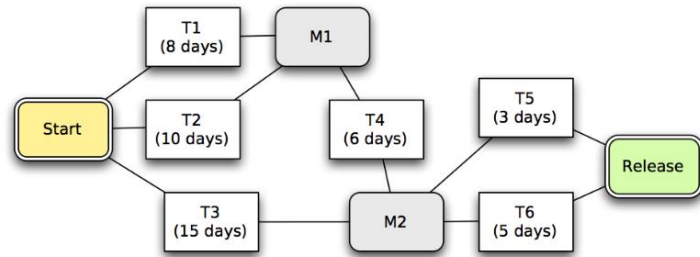 T1
(8 days)
M1
Start
T2
(10 days)
T4
(6 days)
T5
(3 days)
Release
T3
(15 days)
M2
T6
(5 days)